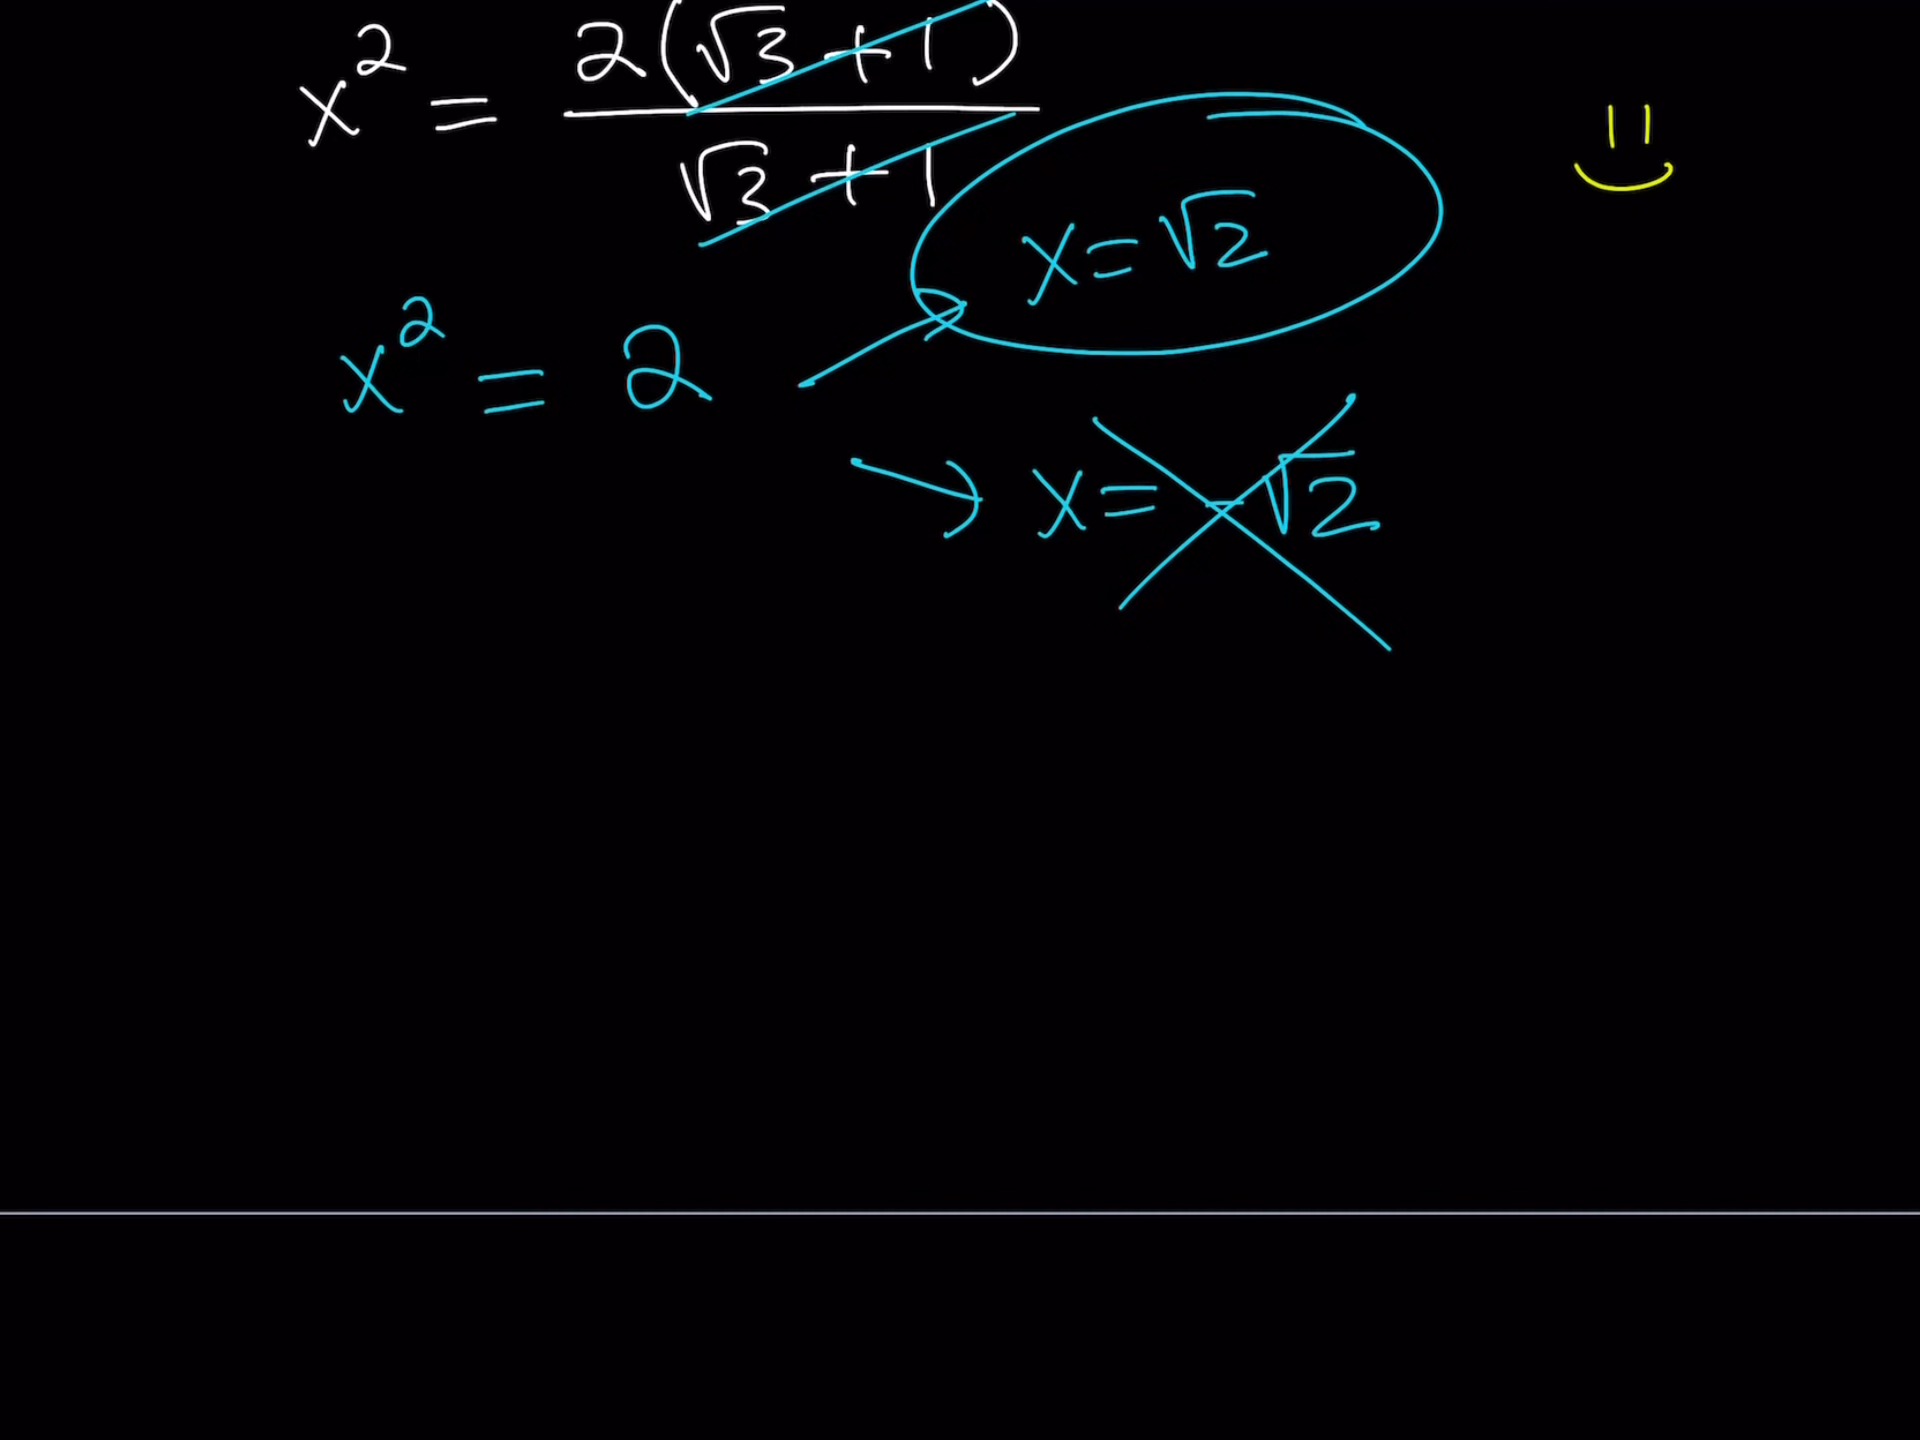 x² = 2(√3 + 1) / √3 + 1
x = √2
x² = 2
x = -√2